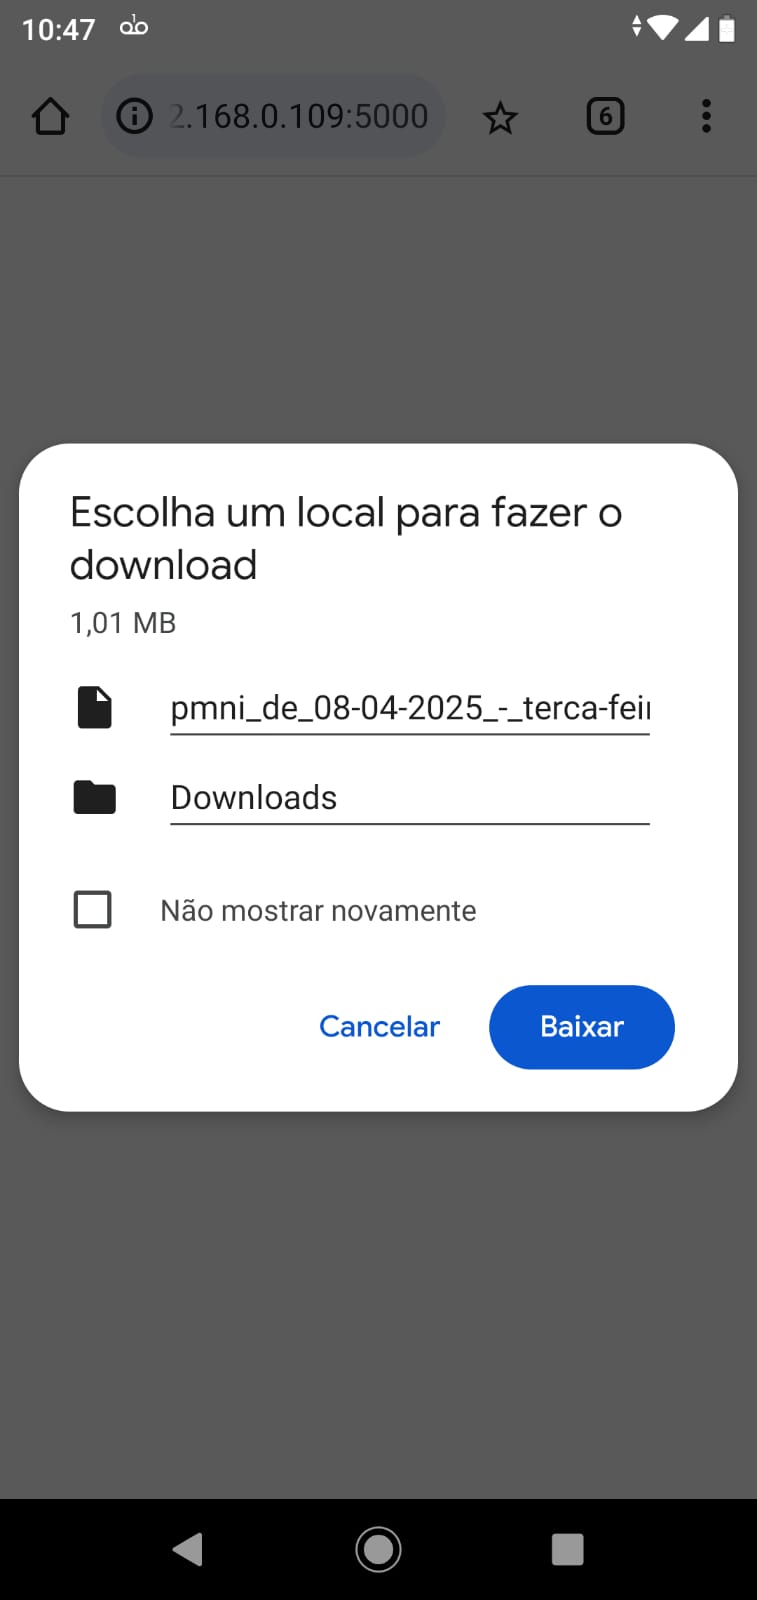 10:47
2.168.0.109:5000
6
Escolha um local para fazer o
download
1,01 MB
pmni_de_08-04-2025_-_terca-fei
Downloads
Não mostrar novamente
Cancelar
Baixar